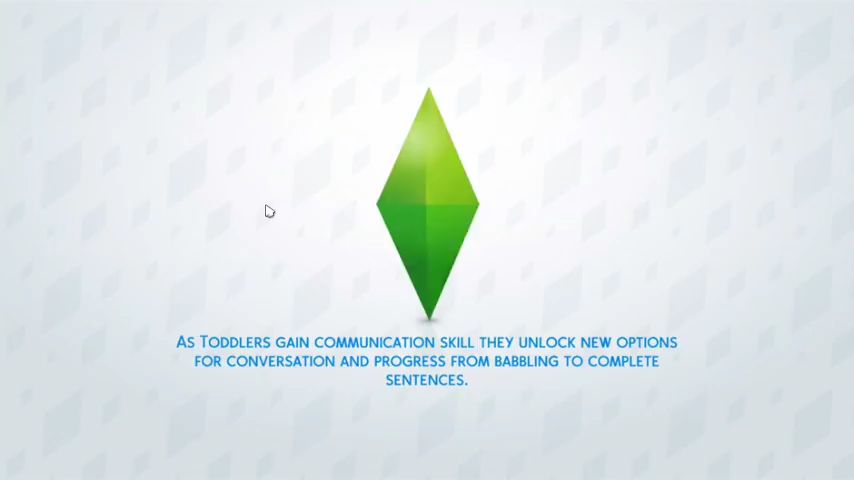 AS TODDLERS GAIN COMMUNICATION SKILL THEY UNLOCK NEW OPTIONS
FOR CONVERSATION AND PROGRESS FROM BABBLING TO COMPLETE
SENTENCES.